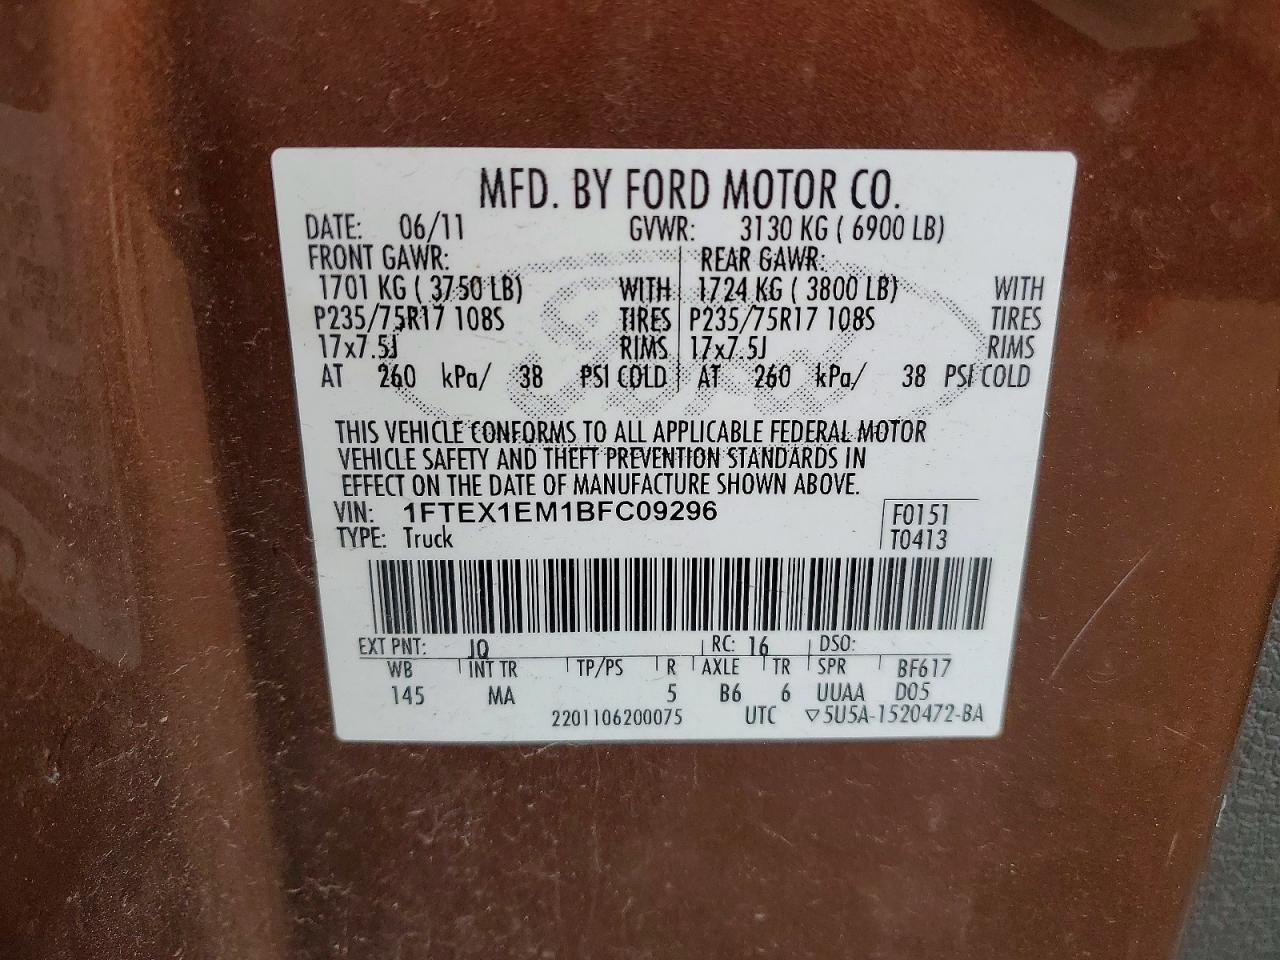 MFD. BY FORD MOTOR CO.
DATE: 06/11 GVWR: 3130 KG ( 6900 LB)
FRONT GAWR: REAR GAWR:
1701 KG ( 3750 LB) WITH 1724 KG ( 3800 LB) WITH
P235/75R17 108S TIRES P235/75R17 108S TIRES
17x7.5J RIMS 17x7.5J RIMS
AT 260 kPa/ 38 PSI COLD AT 260 kPa/ 38 PSI COLD
Ford
THIS VEHICLE CONFORMS TO ALL APPLICABLE FEDERAL MOTOR
VEHICLE SAFETY AND THEFT PREVENTION STANDARDS IN
EFFECT ON THE DATE OF MANUFACTURE SHOWN ABOVE.
VIN: 1FTEX1EM1BFC09296 F0151
TYPE: Truck T0413
EXT PNT: JQ RC: 16 DSO:
WB INT TR TP/PS R AXLE TR SPR BF617
145 MA 5 B6 6 UUAA D05
2201106200075 UTC ▽5U5A-1520472-BA